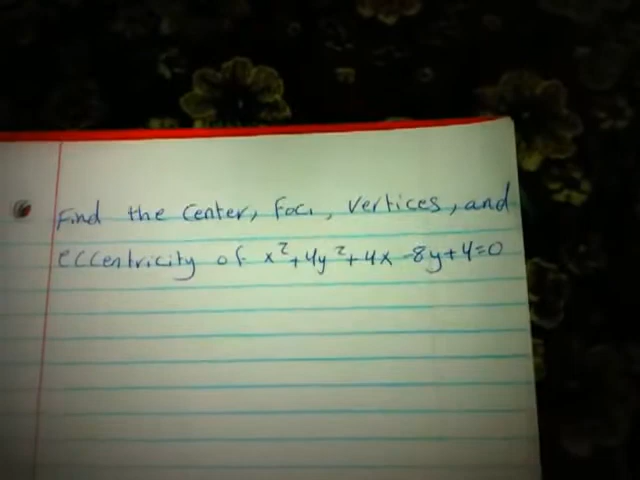 Find the center, foci, vertices, and
eccentricity of x²+4y²+4x-8y+4=0